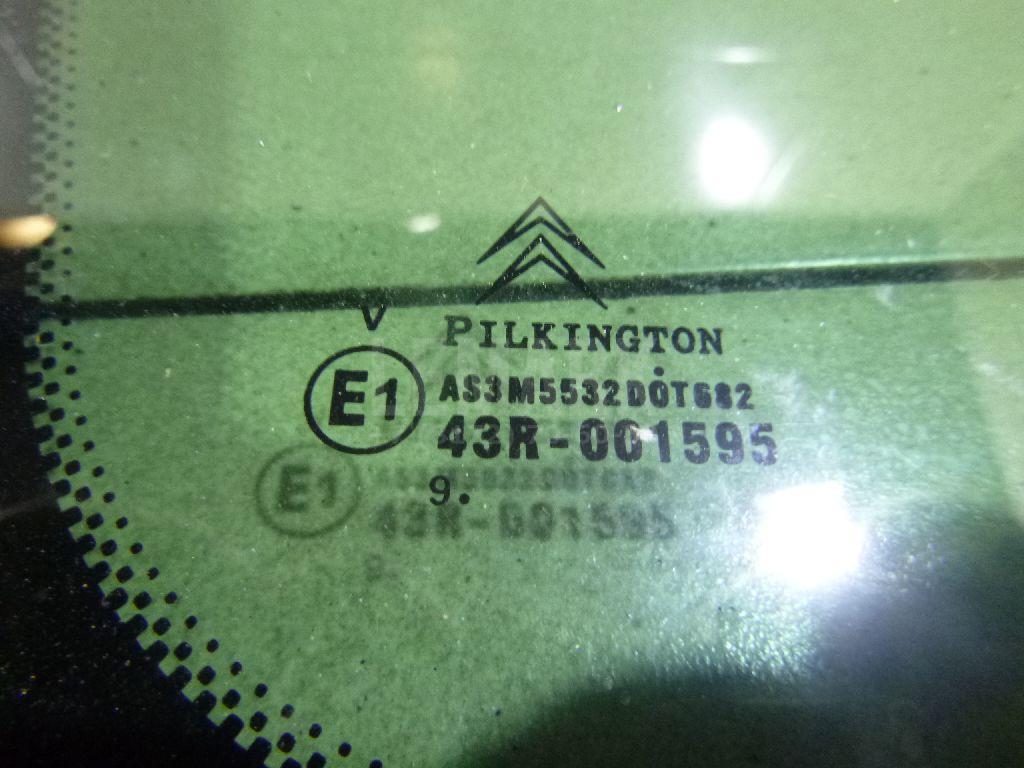 V
PILKINGTON
E1
AS3M5532DOT682
43R-001595
9.